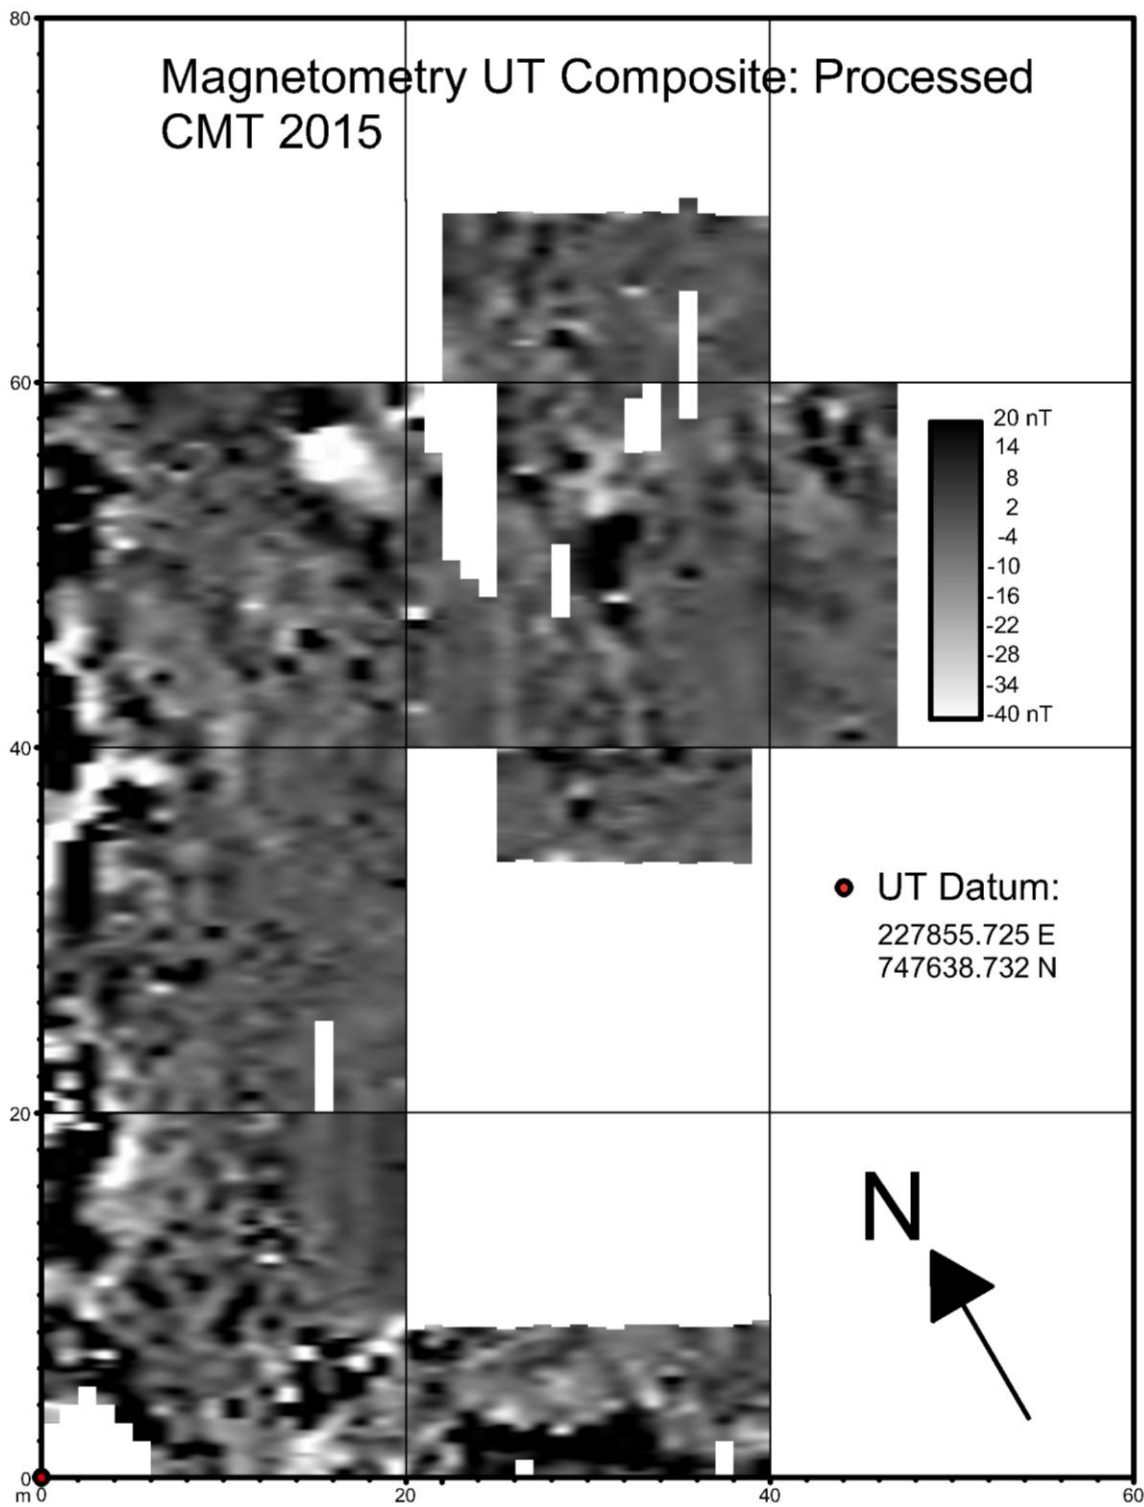 80
Magnetometry UT Composite: Processed
CMT 2015
60
20 nT
14
8
2
-4
-10
-16
-22
-28
-34
-40 nT
40
UT Datum:
227855.725 E
747638.732 N
20
N
0
m 0 20 40 60